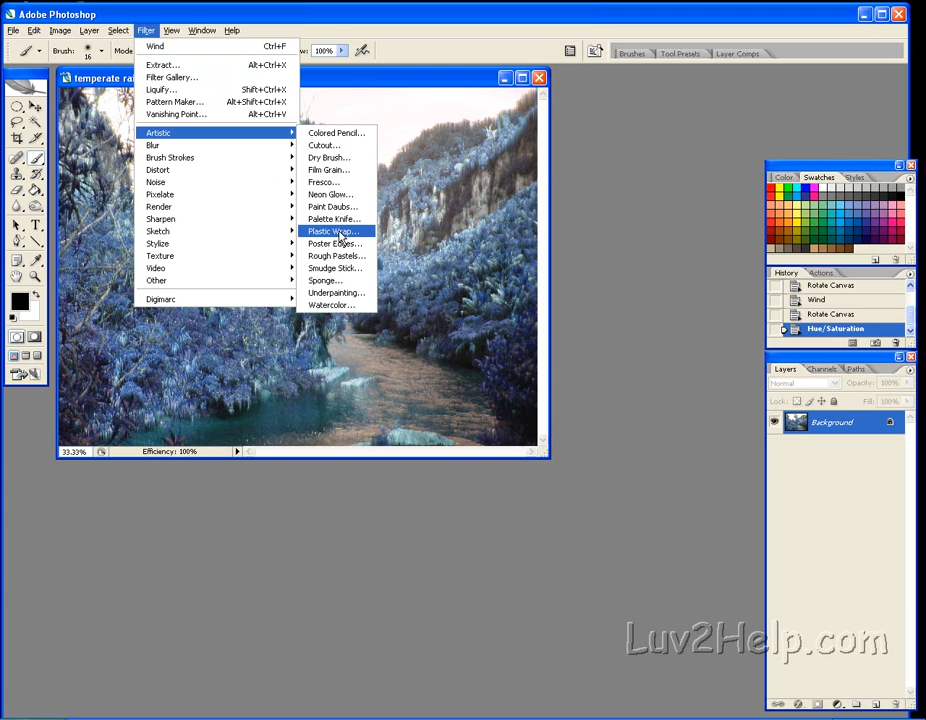 Adobe Photoshop
File Edit Image Layer Select Filter View Window Help
Brush: 16 Mode 100% Brushes Tool Presets Layer Comps
Wind Ctrl+F
Extract... Alt+Ctrl+X
Filter Gallery...
Liquify... Shift+Ctrl+X
Pattern Maker... Alt+Shift+Ctrl+X
Vanishing Point... Alt+Ctrl+V
Artistic
Blur
Brush Strokes
Distort
Noise
Pixelate
Render
Sharpen
Sketch
Stylize
Texture
Video
Other
Digimarc
Colored Pencil...
Cutout...
Dry Brush...
Film Grain...
Fresco...
Neon Glow...
Paint Daubs...
Palette Knife...
Plastic Wrap...
Poster Edges...
Rough Pastels...
Smudge Stick...
Sponge...
Underpainting...
Watercolor...
temperate rai
33.33% Efficiency: 100%
Color Swatches Styles
History Actions
Rotate Canvas
Wind
Rotate Canvas
Hue/Saturation
Layers Channels Paths
Normal Opacity: 100%
Lock: Fill: 100%
Background
Luv2Help.com